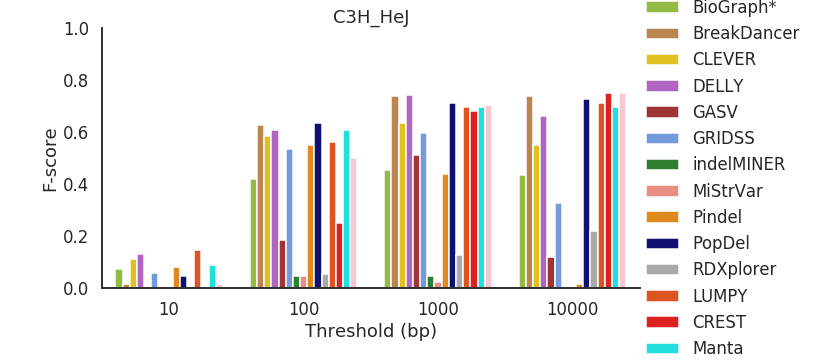 C3H_HeJ
F-score
1.0
0.8
0.6
0.4
0.2
0.0
10 100 1000 10000
Threshold (bp)
BioGraph*
BreakDancer
CLEVER
DELLY
GASV
GRIDSS
indelMINER
MiStrVar
Pindel
PopDel
RDXplorer
LUMPY
CREST
Manta